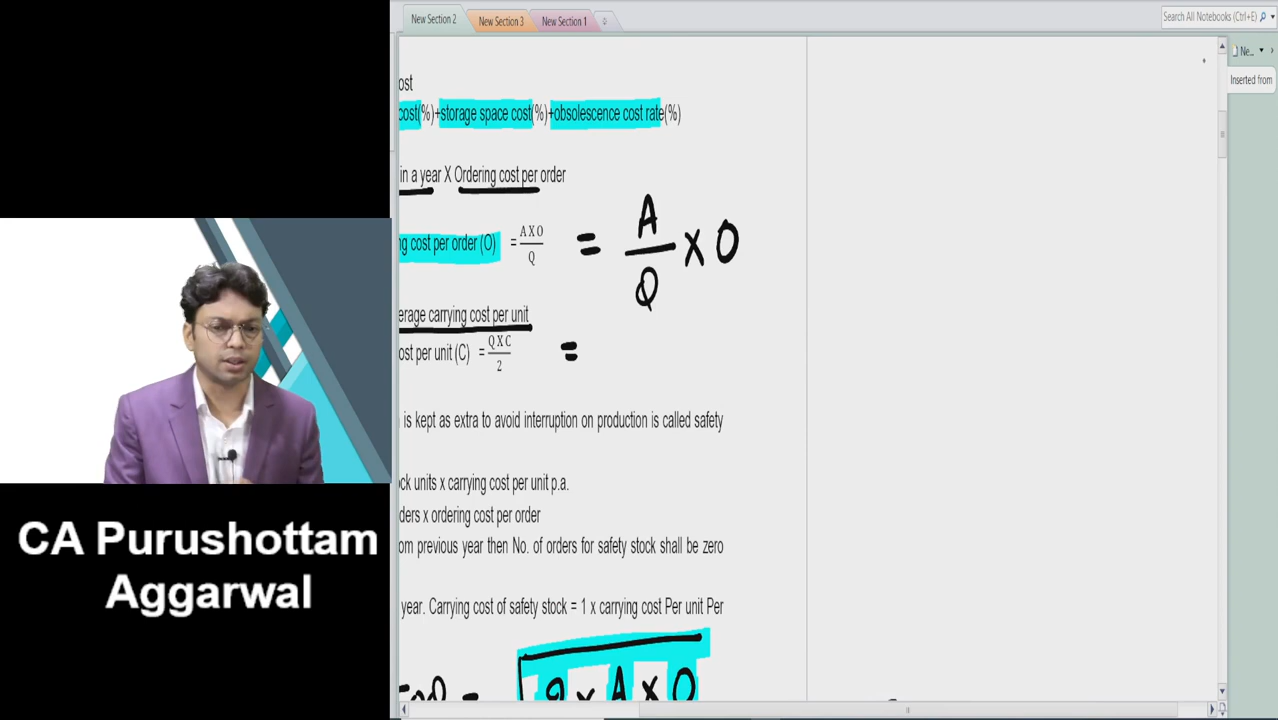 New Section 2
New Section 3
New Section 1
Search All Notebooks (Ctrl+E)
Ne...
Inserted from
ost
cost(%)+storage space cost(%)+obsolescence cost rate(%)
in a year X Ordering cost per order
ng cost per order (O) = A X O / Q = A / Q X O
erage carrying cost per unit
ost per unit (C) = Q X C / 2 =
is kept as extra to avoid interruption on production is called safety
ck units x carrying cost per unit p.a.
ders x ordering cost per order
om previous year then No. of orders for safety stock shall be zero
year. Carrying cost of safety stock = 1 x carrying cost Per unit Per
= 2 x A x O
CA Purushottam
Aggarwal